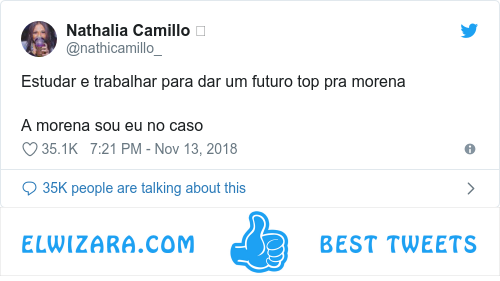 Nathalia Camillo
@nathicamillo_
Estudar e trabalhar para dar um futuro top pra morena
A morena sou eu no caso
35.1K 7:21 PM - Nov 13, 2018
35K people are talking about this
ELWIZARA.COM BEST TWEETS